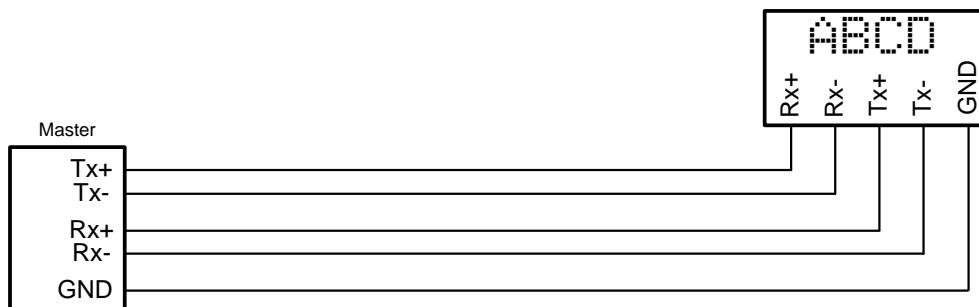 ABCD
Rx+
Rx-
Tx+
Tx-
GND
Master
Tx+
Tx-
Rx+
Rx-
GND